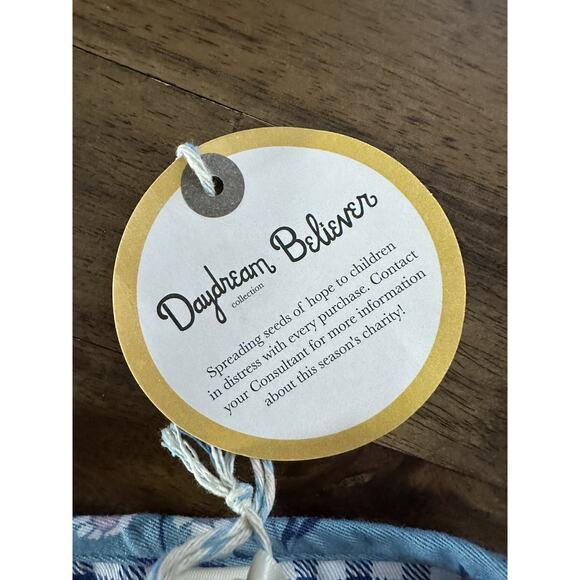 Daydream Believer
collection
Spreading seeds of hope to children
in distress with every purchase. Contact
your Consultant for more information
about this season's charity!